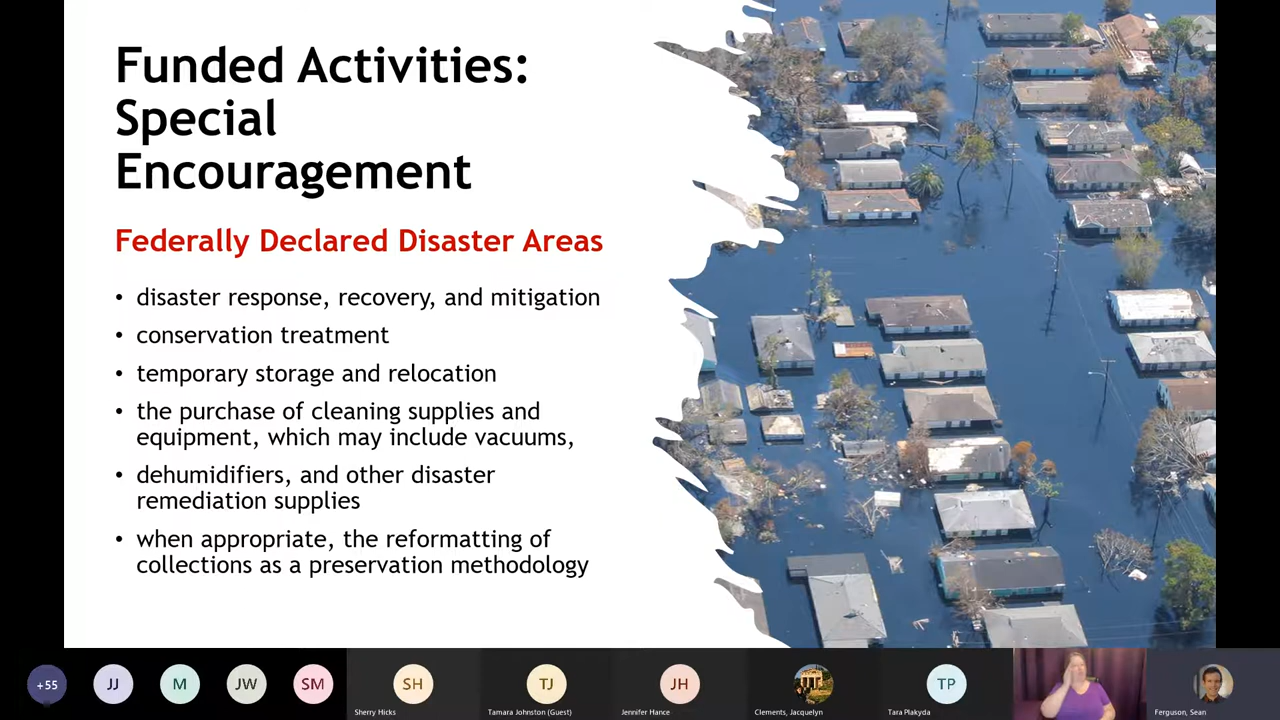 Funded Activities:
Special
Encouragement
Federally Declared Disaster Areas
• disaster response, recovery, and mitigation
• conservation treatment
• temporary storage and relocation
• the purchase of cleaning supplies and
equipment, which may include vacuums,
• dehumidifiers, and other disaster
remediation supplies
• when appropriate, the reformatting of
collections as a preservation methodology
+55
JJ
M
JW
SM
SH
TJ
JH
TP
Sherry Hicks
Tamara Johnston (Guest)
Jennifer Hance
Clements, Jacquelyn
Tara Plakyda
Ferguson, Sean